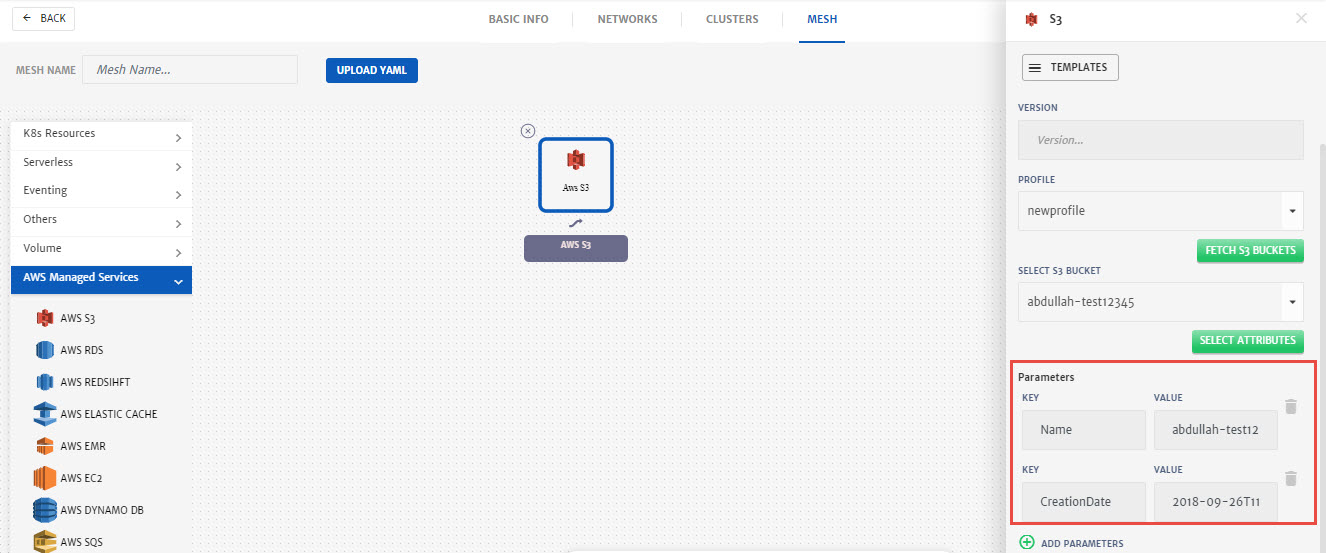 BACK
BASIC INFO
NETWORKS
CLUSTERS
MESH
S3
MESH NAME
Mesh Name...
UPLOAD YAML
TEMPLATES
K8s Resources
Serverless
Eventing
Others
Volume
AWS Managed Services
AWS S3
AWS RDS
AWS REDSIHFT
AWS ELASTIC CACHE
AWS EMR
AWS EC2
AWS DYNAMO DB
AWS SQS
Aws S3
AWS S3
VERSION
Version...
PROFILE
newprofile
FETCH S3 BUCKETS
SELECT S3 BUCKET
abdullah-test12345
SELECT ATTRIBUTES
Parameters
KEY VALUE
Name abdullah-test12
KEY VALUE
CreationDate 2018-09-26T11
ADD PARAMETERS